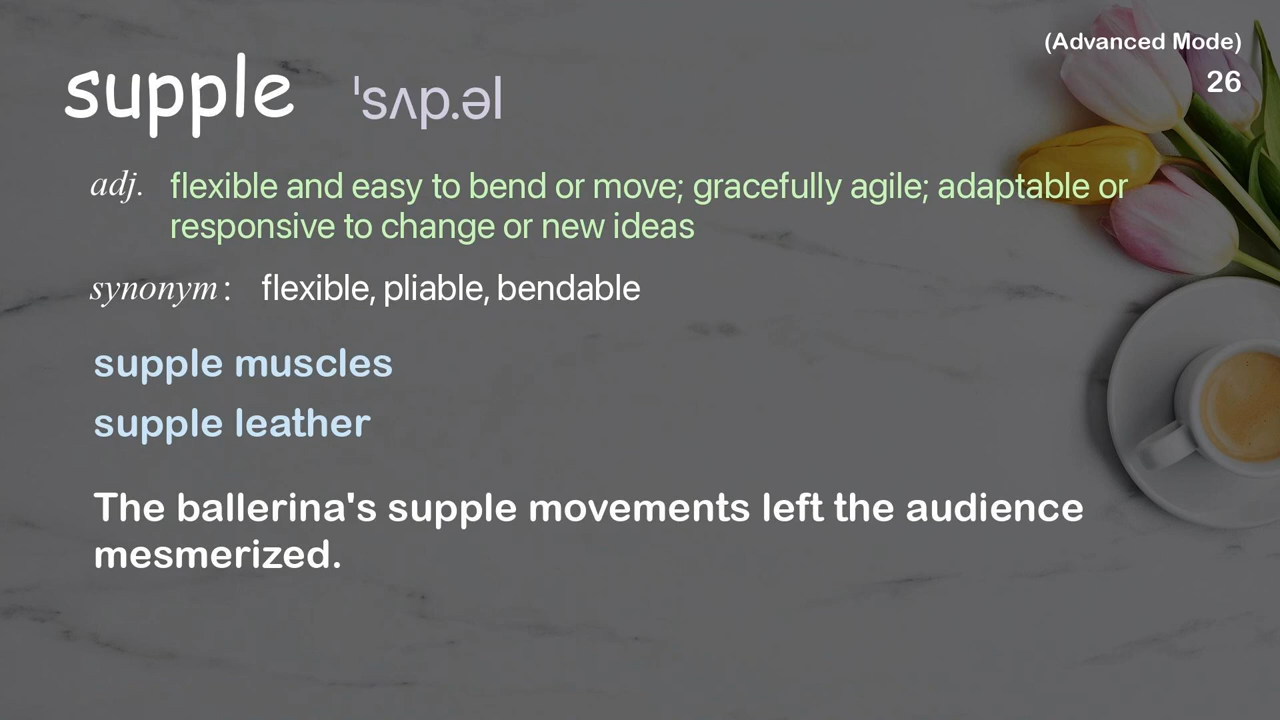 (Advanced Mode)
26
supple ˈsʌp.əl
adj. flexible and easy to bend or move; gracefully agile; adaptable or
responsive to change or new ideas
synonym : flexible, pliable, bendable
supple muscles
supple leather
The ballerina's supple movements left the audience
mesmerized.